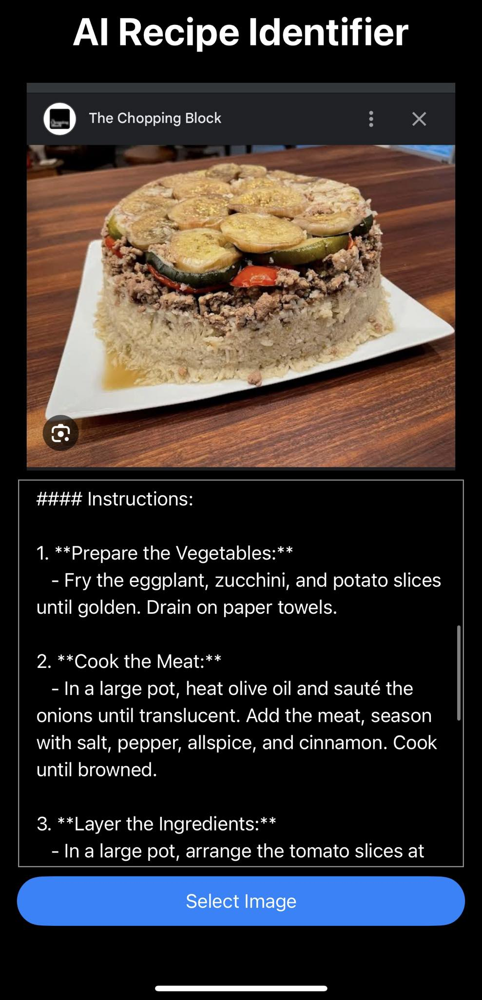 AI Recipe Identifier
The Chopping Block
#### Instructions:
1. **Prepare the Vegetables:**
- Fry the eggplant, zucchini, and potato slices
until golden. Drain on paper towels.
2. **Cook the Meat:**
- In a large pot, heat olive oil and sauté the
onions until translucent. Add the meat, season
with salt, pepper, allspice, and cinnamon. Cook
until browned.
3. **Layer the Ingredients:**
- In a large pot, arrange the tomato slices at
Select Image